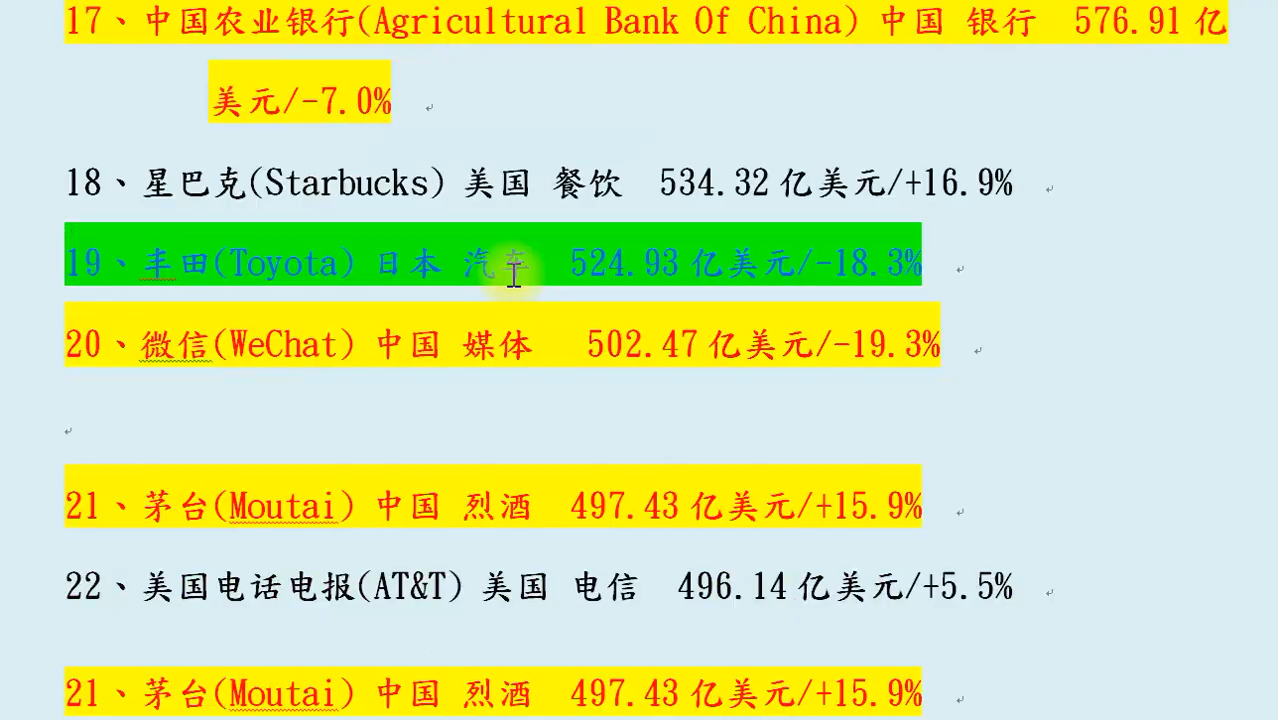 17、中国农业银行(Agricultural Bank Of China) 中国 银行 576.91亿
美元/-7.0%
18、星巴克(Starbucks) 美国 餐饮 534.32亿美元/+16.9%
19、丰田(Toyota) 日本 汽车 524.93亿美元/-18.3%
20、微信(WeChat) 中国 媒体 502.47亿美元/-19.3%
21、茅台(Moutai) 中国 烈酒 497.43亿美元/+15.9%
22、美国电话电报(AT&T) 美国 电信 496.14亿美元/+5.5%
21、茅台(Moutai) 中国 烈酒 497.43亿美元/+15.9%